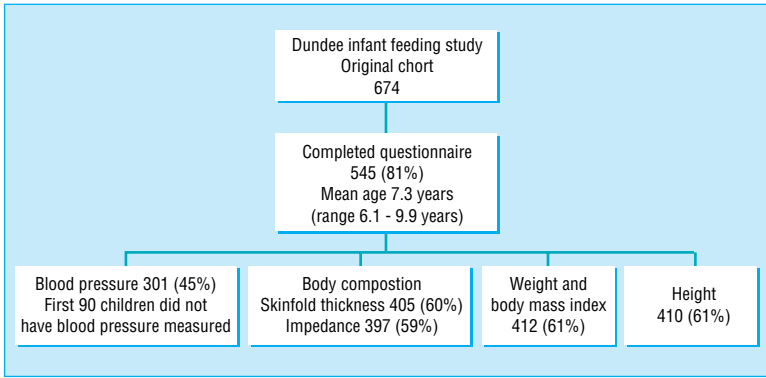 Dundee infant feeding study
Original chort
674
Completed questionnaire
545 (81%)
Mean age 7.3 years
(range 6.1 - 9.9 years)
Blood pressure 301 (45%)
First 90 children did not
have blood pressure measured
Body compostion
Skinfold thickness 405 (60%)
Impedance 397 (59%)
Weight and
body mass index
412 (61%)
Height
410 (61%)